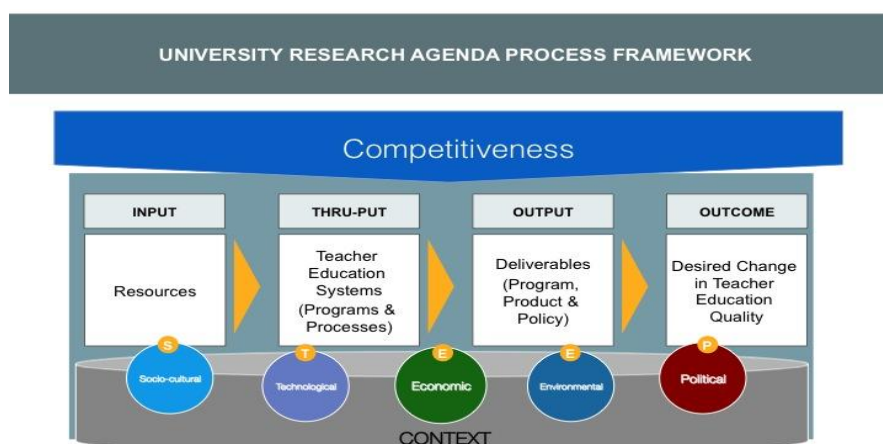 UNIVERSITY RESEARCH AGENDA PROCESS FRAMEWORK
Competitiveness
INPUT
THRU-PUT
OUTPUT
OUTCOME
Resources
Teacher
Education
Systems
(Programs &
Processes)
Deliverables
(Program,
Product &
Policy)
Desired Change
in Teacher
Education
Quality
S
Socio-cultural
T
Technological
E
Economic
E
Environmental
P
Political
CONTEXT